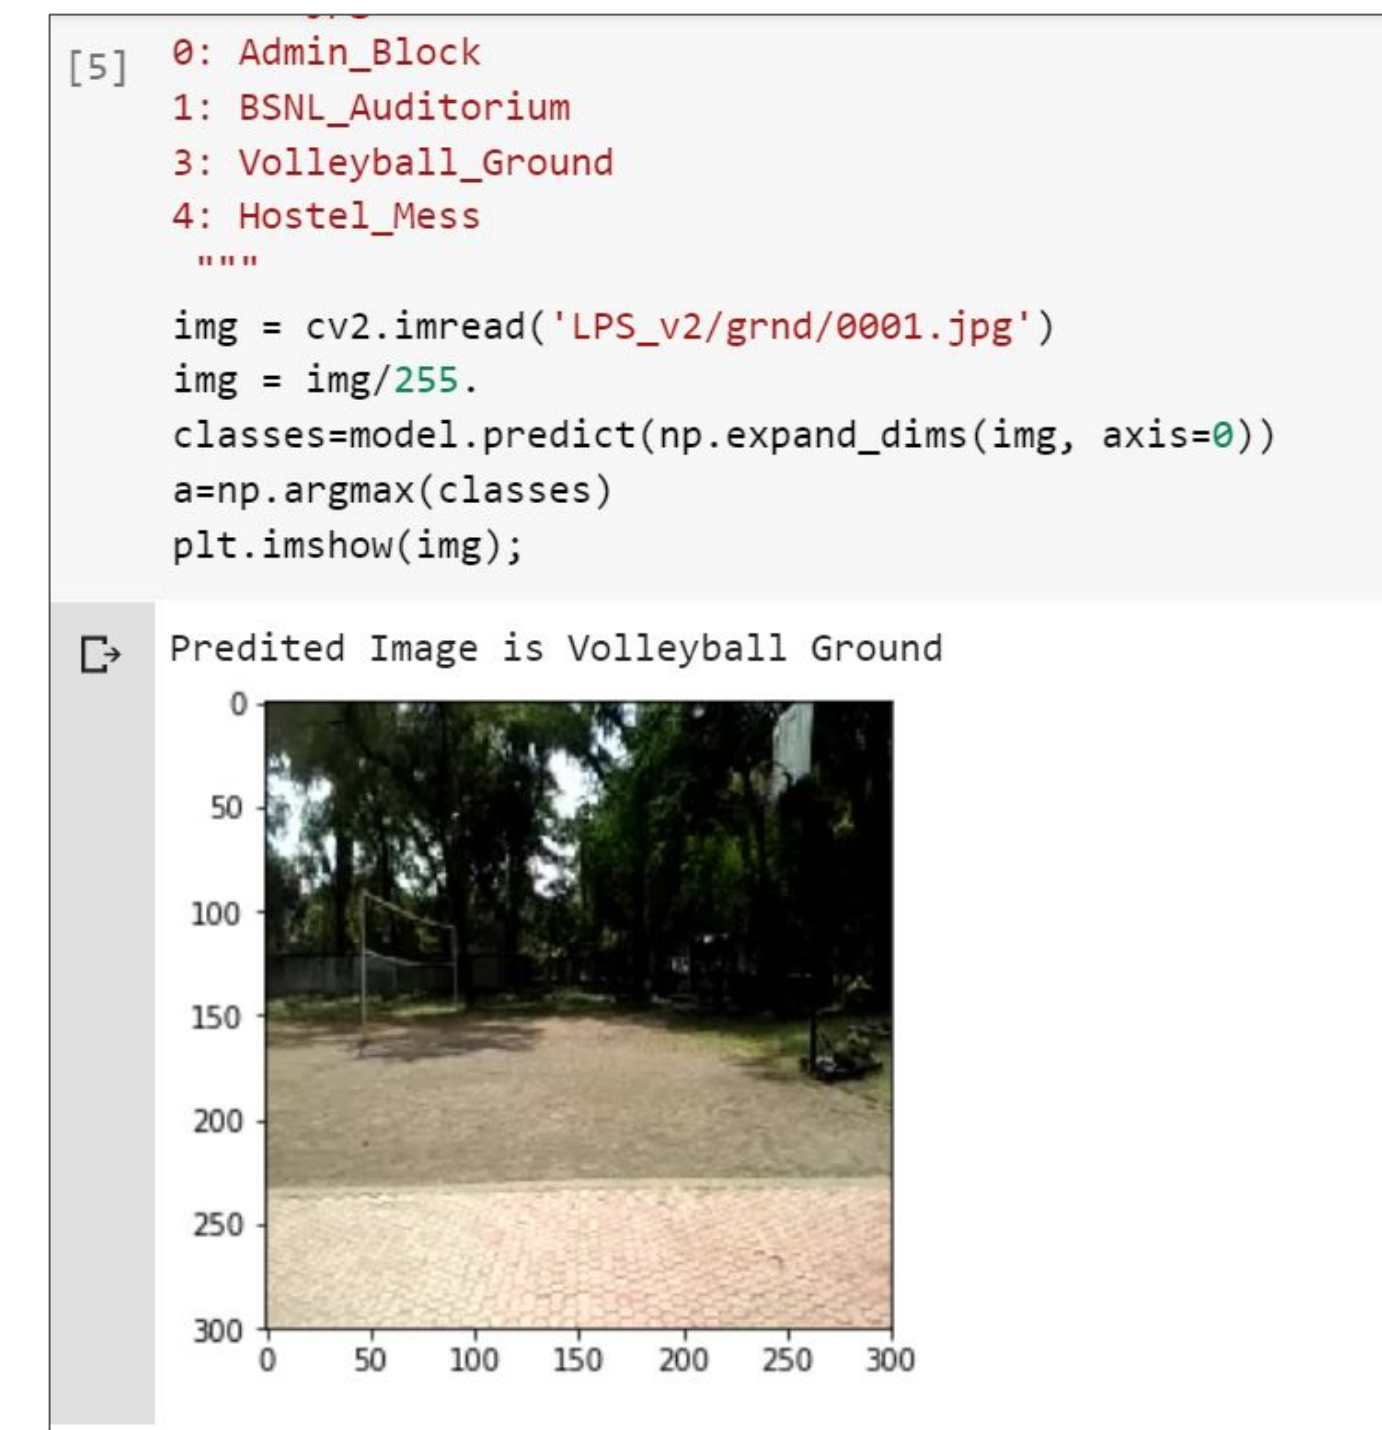 [5]
0: Admin_Block
1: BSNL_Auditorium
3: Volleyball_Ground
4: Hostel_Mess
"""
img = cv2.imread('LPS_v2/grnd/0001.jpg')
img = img/255.
classes=model.predict(np.expand_dims(img, axis=0))
a=np.argmax(classes)
plt.imshow(img);
Predited Image is Volleyball Ground
0
50
100
150
200
250
300
0 50 100 150 200 250 300